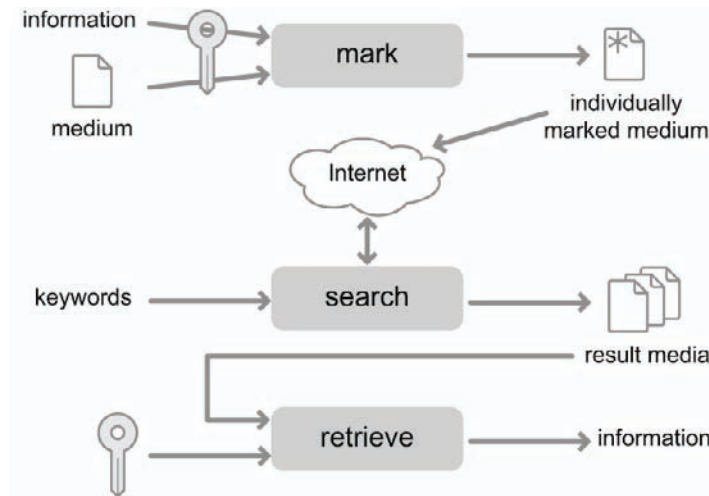 information
mark
medium
individually
marked medium
Internet
keywords
search
result media
retrieve
information